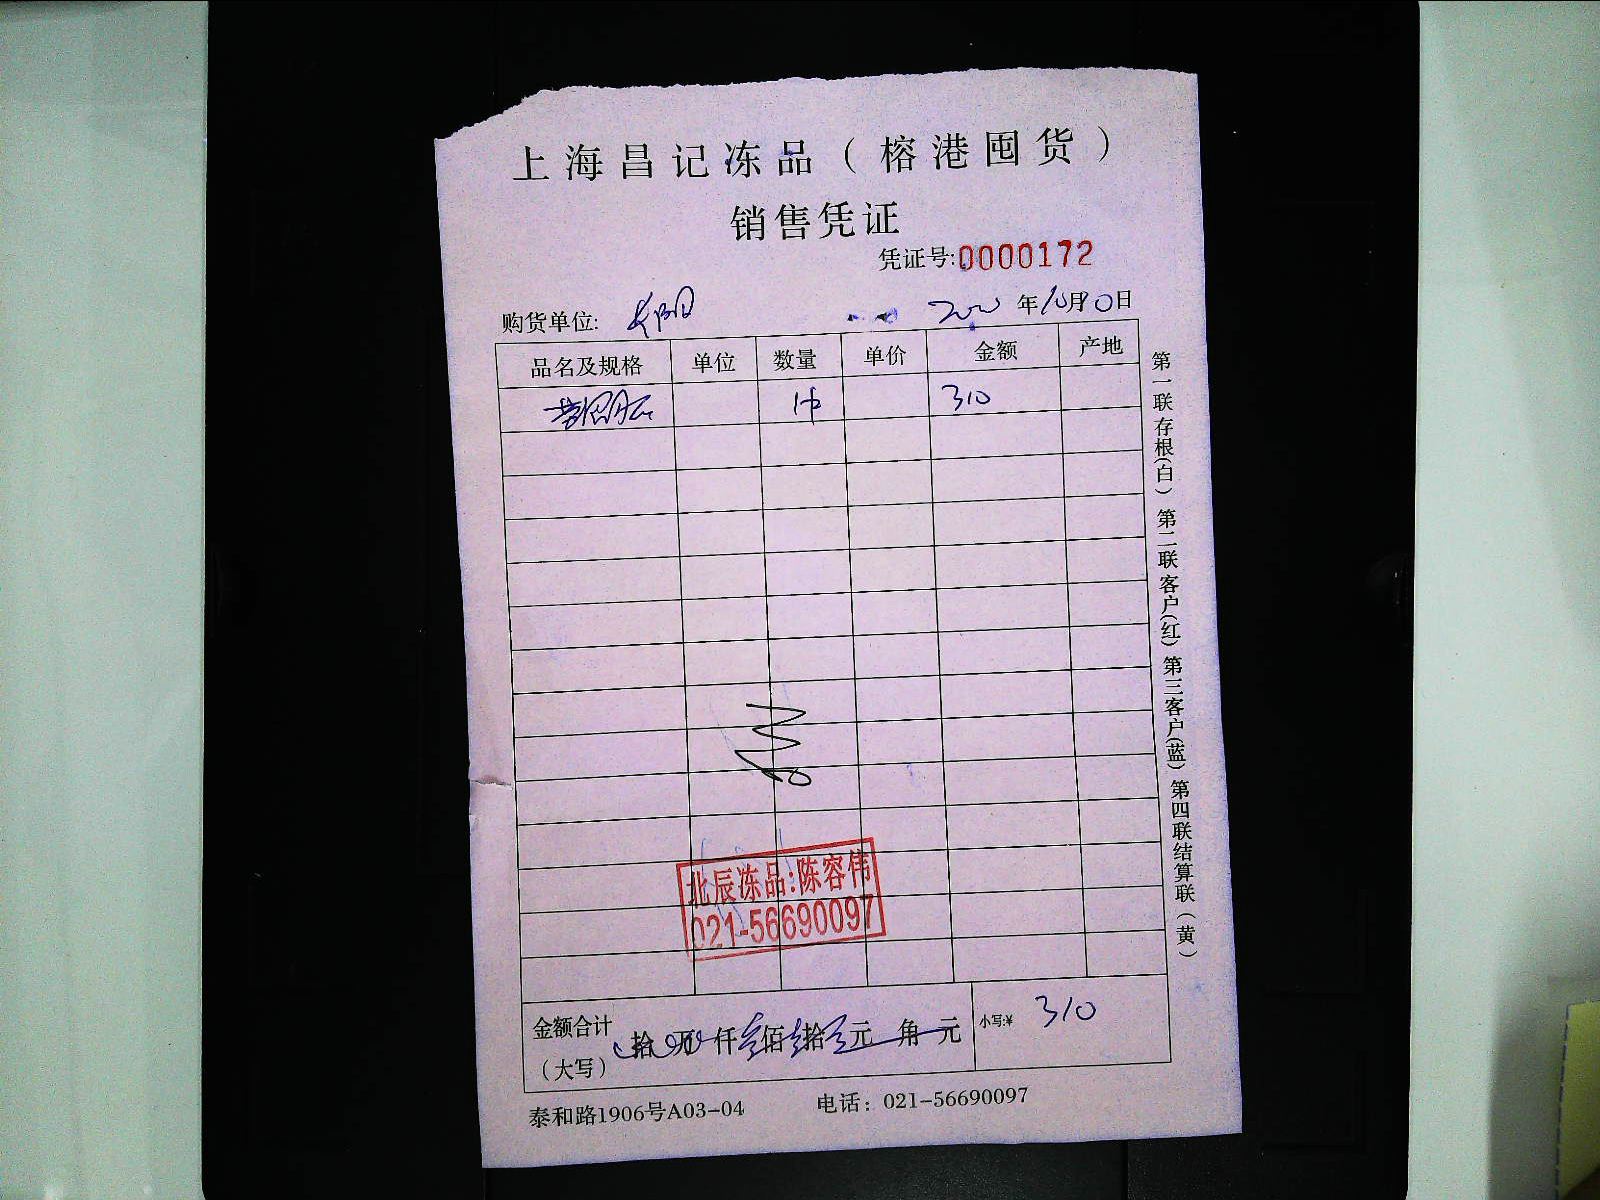 上海昌记冻品（榕港囤货）
销售凭证
凭证号:0000172
购货单位: 年10月 日
品名及规格 单位 数量 单价 金额 产地
1件 310
北辰冻品:陈容伟
021-56690097
金额合计 拾 万 仟 佰 拾 元 角 元 小写:¥ 310
（大写）
泰和路1906号A03-04 电话：021-56690097
第一联存根(白) 第二联客户(红) 第三客户(蓝) 第四联结算联(黄)